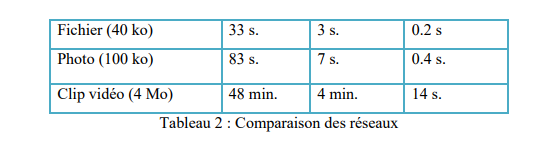 Fichier (40 ko) 33 s. 3 s. 0.2 s
Photo (100 ko) 83 s. 7 s. 0.4 s.
Clip vidéo (4 Mo) 48 min. 4 min. 14 s.
Tableau 2 : Comparaison des réseaux